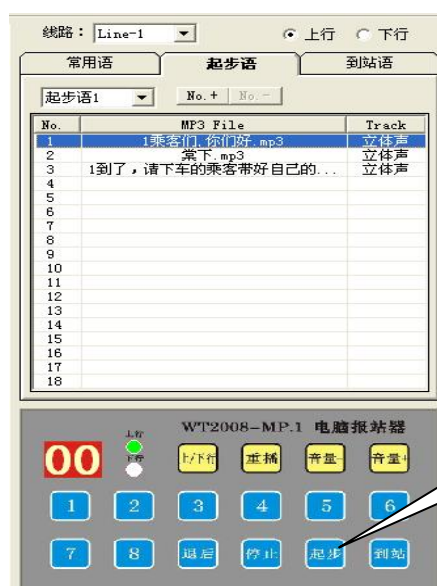 线路： Line-1 上行 下行
常用语 起步语 到站语
起步语1 No.+ No.-
No. MP3 File Track
1 1乘客们.你们好.mp3 立体声
2 棠下.mp3 立体声
3 1到了，请下车的乘客带好自己的... 立体声
4
5
6
7
8
9
10
11
12
13
14
15
16
17
18
WT2008-MP.1 电脑报站器
上行
00 下行 上/下行 重播 音量- 音量+
1 2 3 4 5 6
7 8 退后 停止 起步 到站